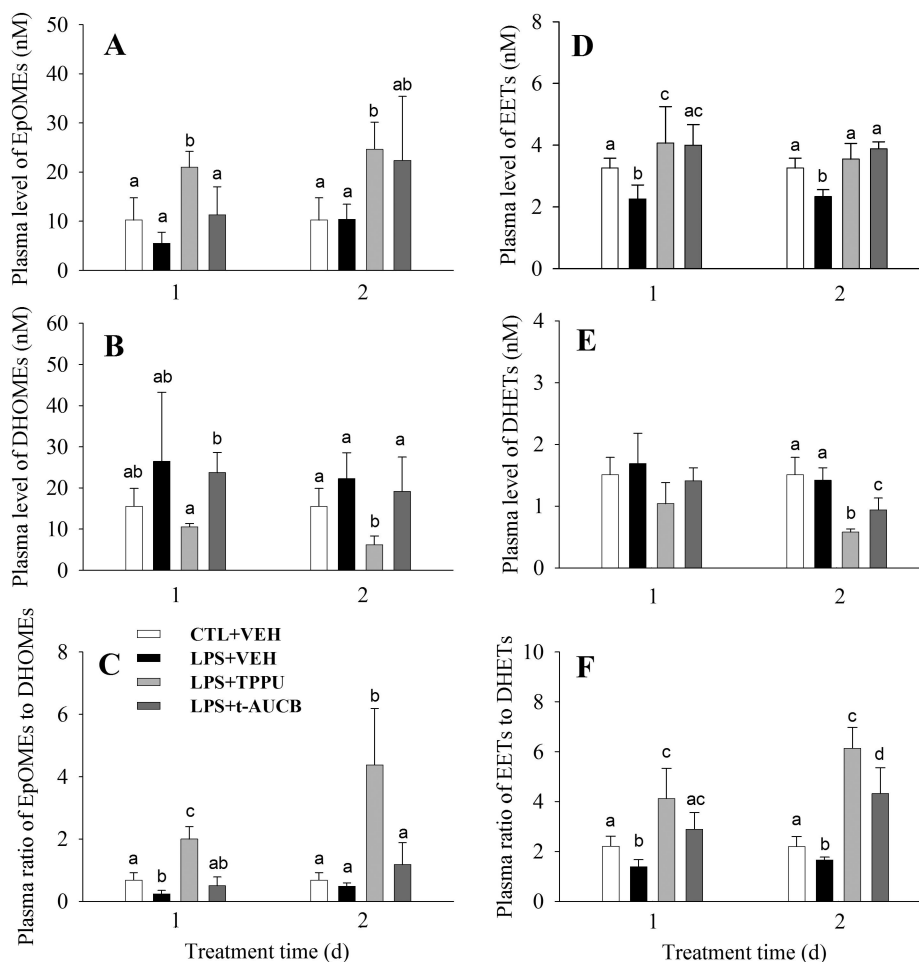 A
Plasma level of EpOMEs (nM)
50
40
30
20
10
0
a
a
b
a
a
a
b
ab
1
2
D
Plasma level of EETs (nM)
8
6
4
2
0
a
b
c
ac
a
b
a
a
1
2
B
Plasma level of DHOMEs (nM)
60
50
40
30
20
10
0
ab
ab
a
b
a
a
b
a
1
2
E
Plasma level of DHETs (nM)
4
3
2
1
0
a
a
b
c
1
2
C
Plasma ratio of EpOMEs to DHOMEs
8
6
4
2
0
CTL+VEH
LPS+VEH
LPS+TPPU
LPS+t-AUCB
a
b
c
ab
a
a
b
a
1
2
Treatment time (d)
F
Plasma ratio of EETs to DHETs
10
8
6
4
2
0
a
b
c
ac
a
b
c
d
1
2
Treatment time (d)